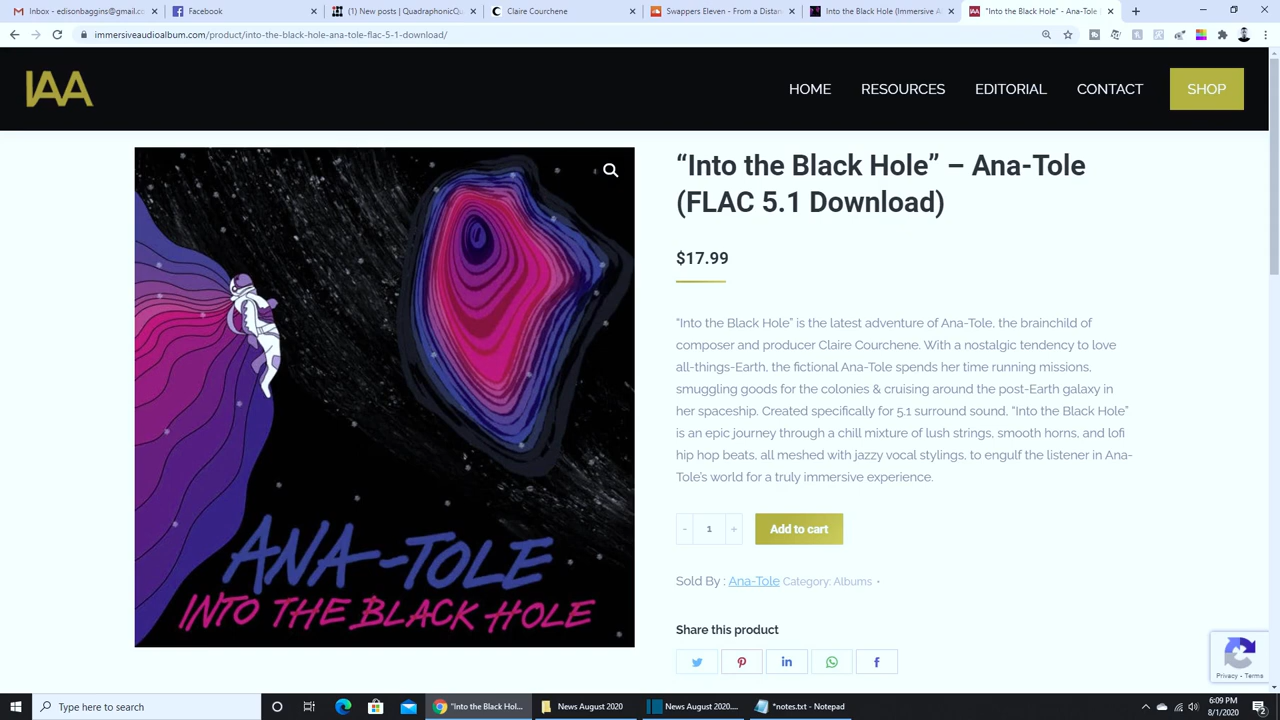 Inbox - edisonbaggins@gmail.c
Facebook
(1) New posts | QuadraphonicQu
Claire Courchene
Swappers Eleven - From a Distan
Into the Black Hole (Immersive A
"Into the Black Hole" - Ana-Tole
immersiveaudioalbum.com/product/into-the-black-hole-ana-tole-flac-5-1-download/
IAA
HOME
RESOURCES
EDITORIAL
CONTACT
SHOP
“Into the Black Hole” – Ana-Tole
(FLAC 5.1 Download)
$17.99
“Into the Black Hole” is the latest adventure of Ana-Tole, the brainchild of
composer and producer Claire Courchene. With a nostalgic tendency to love
all-things-Earth, the fictional Ana-Tole spends her time running missions,
smuggling goods for the colonies & cruising around the post-Earth galaxy in
her spaceship. Created specifically for 5.1 surround sound, “Into the Black Hole”
is an epic journey through a chill mixture of lush strings, smooth horns, and lofi
hip hop beats, all meshed with jazzy vocal stylings, to engulf the listener in Ana-
Tole’s world for a truly immersive experience.
- 1 +
Add to cart
Sold By : Ana-Tole Category: Albums
Share this product
ANA-TOLE
INTO THE BLACK HOLE
Privacy - Terms
Type here to search
"Into the Black Hol...
News August 2020
News August 2020....
*notes.txt - Notepad
6:09 PM
8/1/2020
2